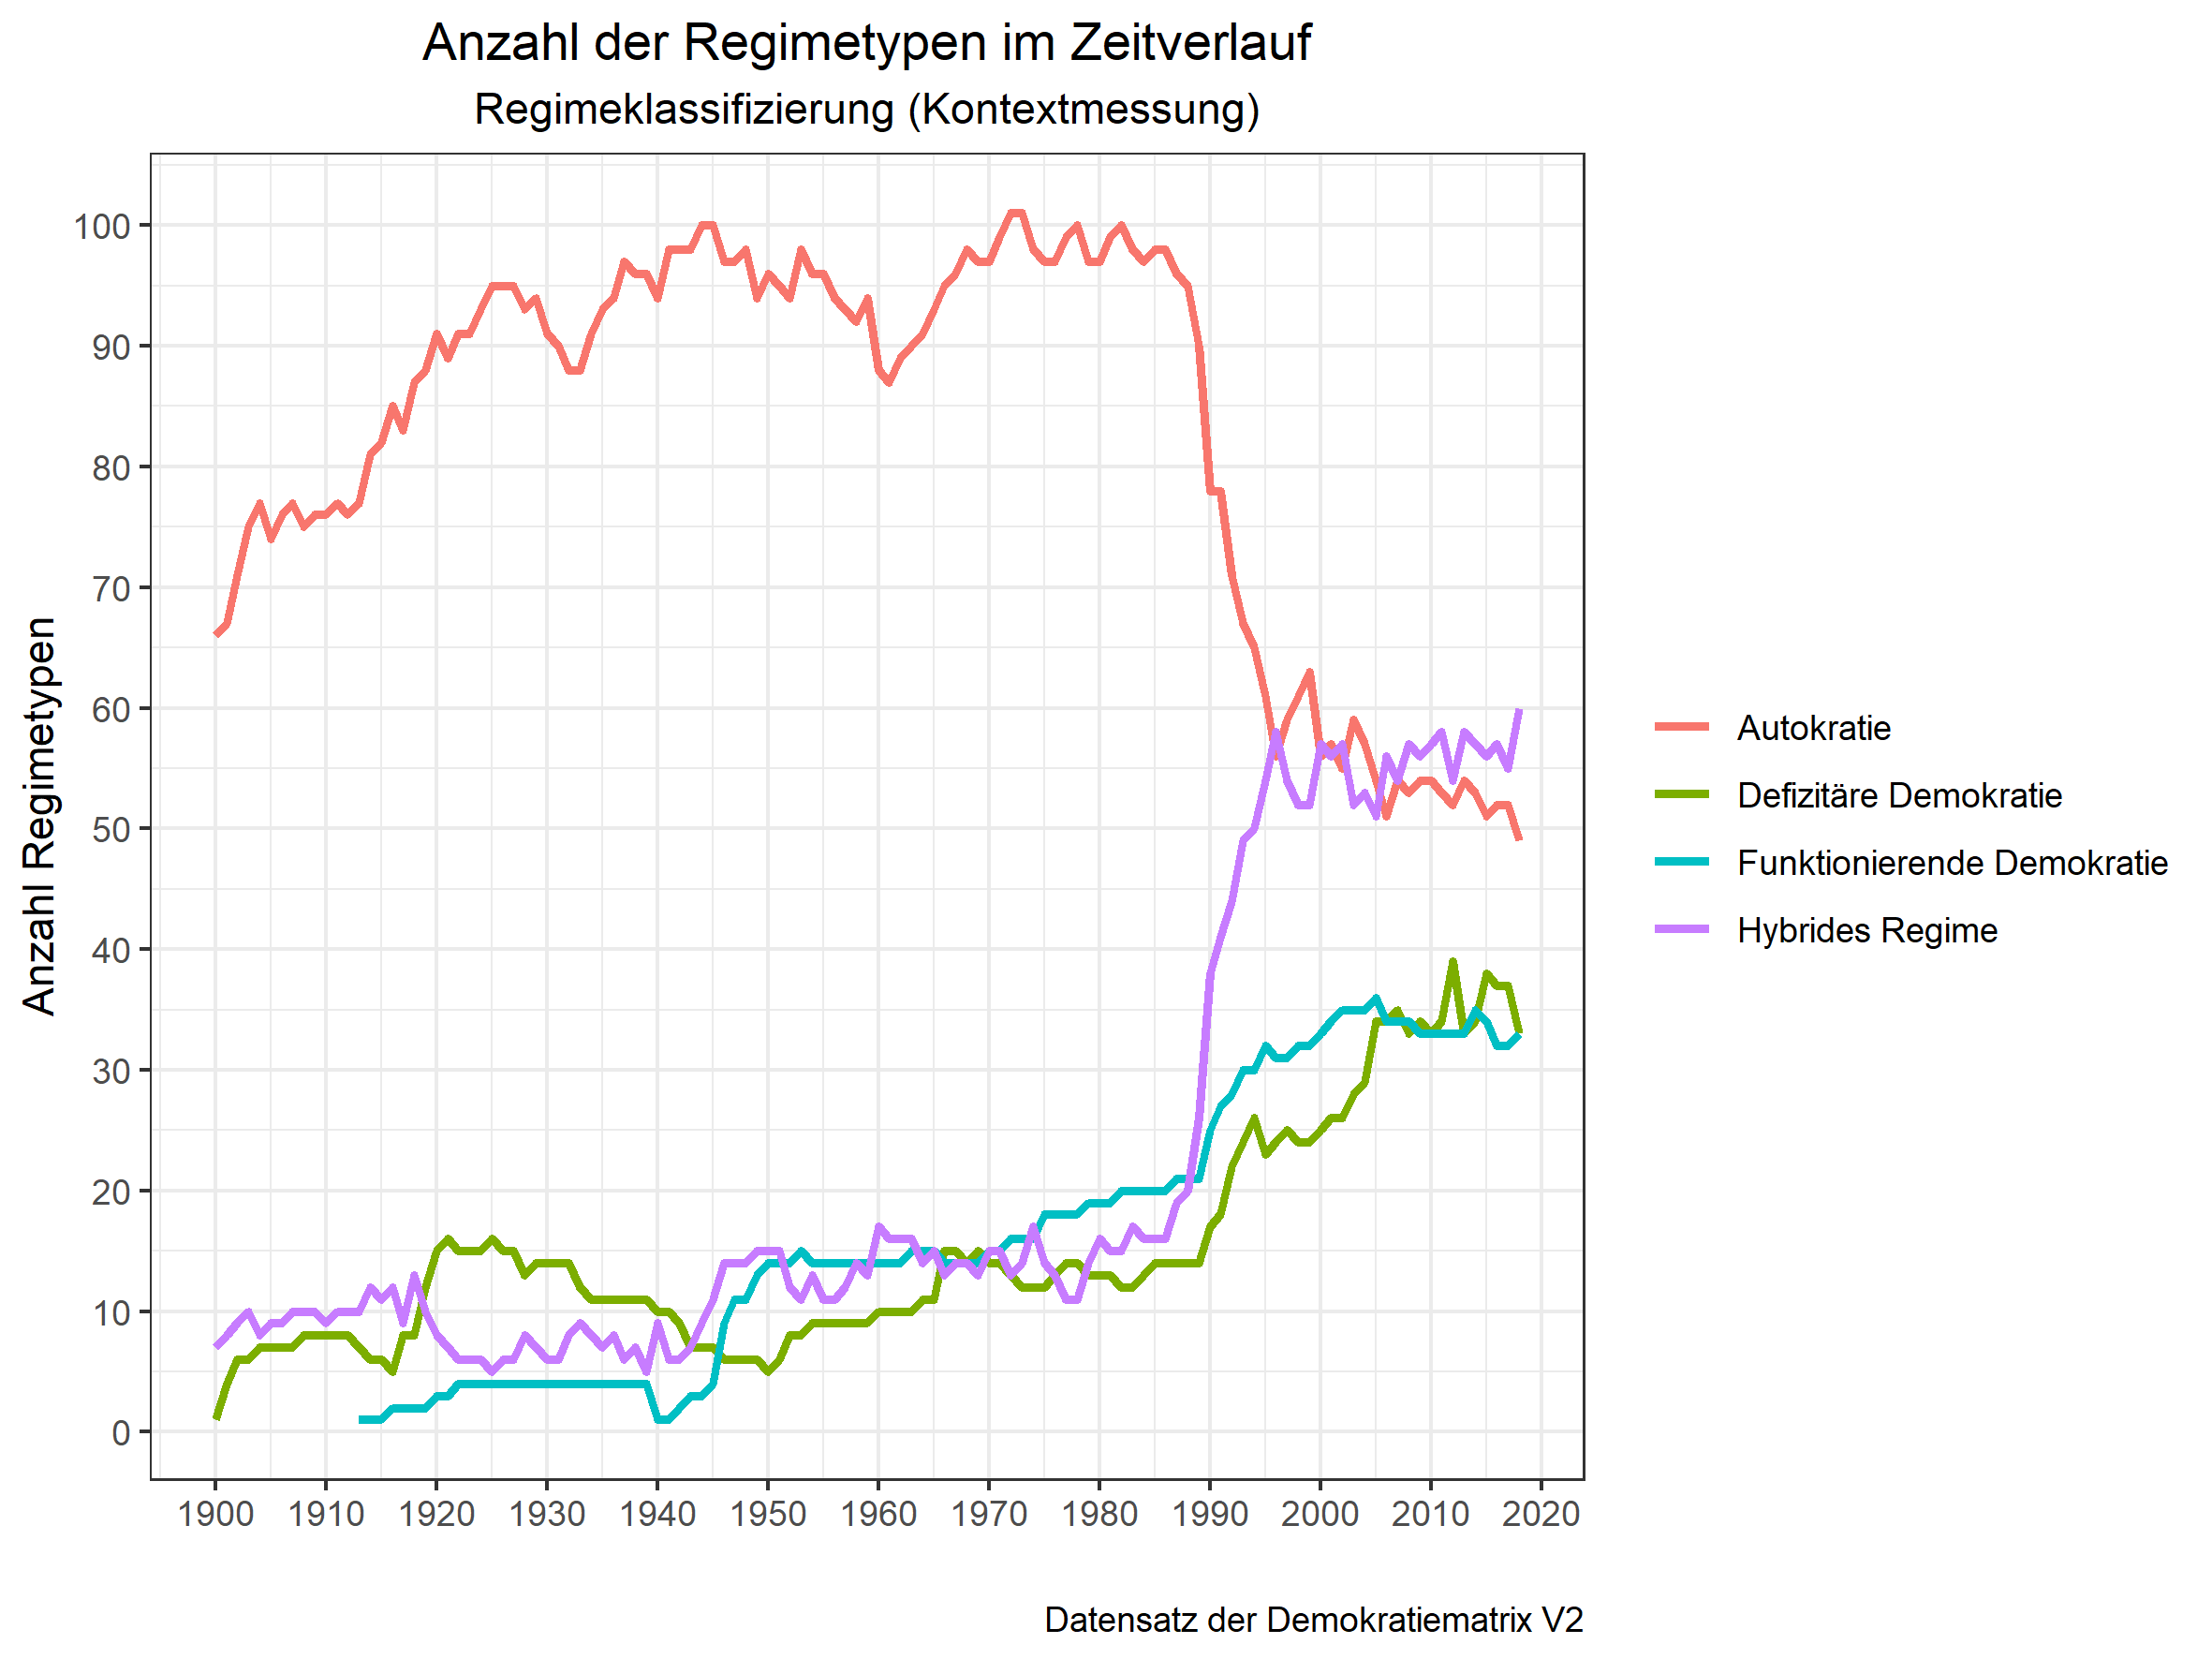 Anzahl der Regimetypen im Zeitverlauf
Regimeklassifizierung (Kontextmessung)
Anzahl Regimetypen
100
90
80
70
60
50
40
30
20
10
0
1900 1910 1920 1930 1940 1950 1960 1970 1980 1990 2000 2010 2020
Autokratie
Defizitäre Demokratie
Funktionierende Demokratie
Hybrides Regime
Datensatz der Demokratiematrix V2